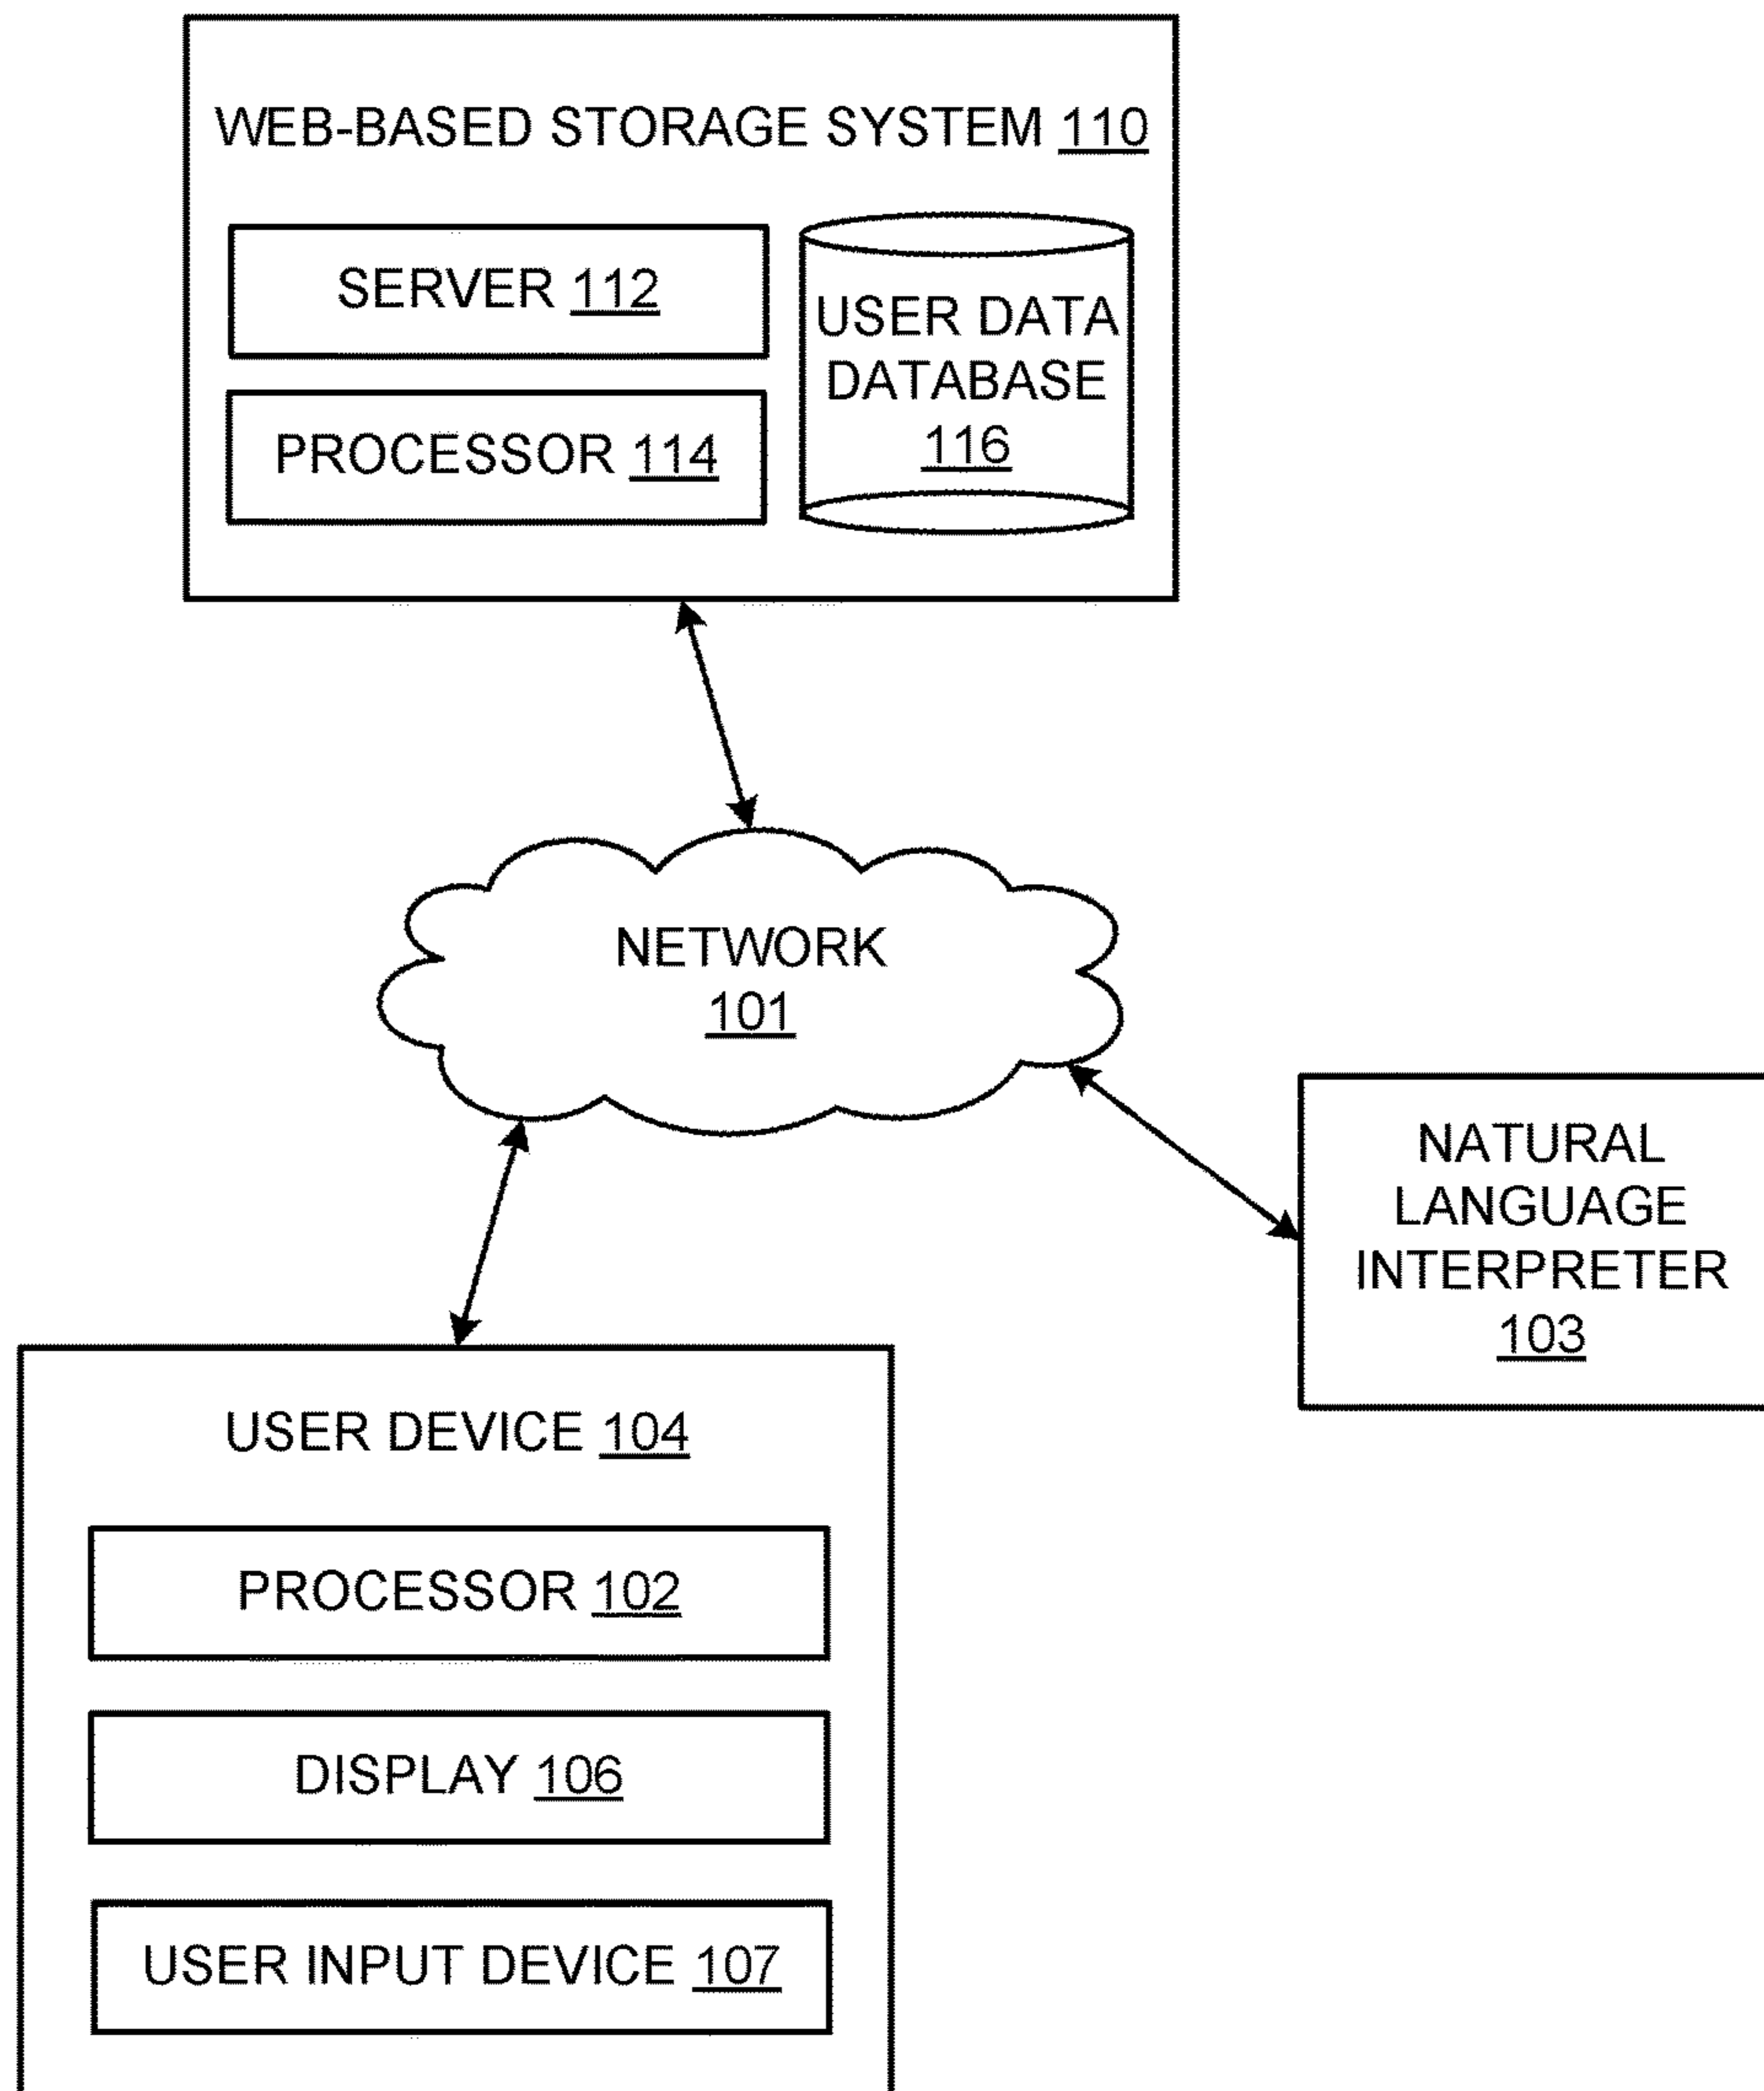 WEB-BASED STORAGE SYSTEM 110
SERVER 112
PROCESSOR 114
USER DATA
DATABASE
116
NETWORK
101
NATURAL
LANGUAGE
INTERPRETER
103
USER DEVICE 104
PROCESSOR 102
DISPLAY 106
USER INPUT DEVICE 107